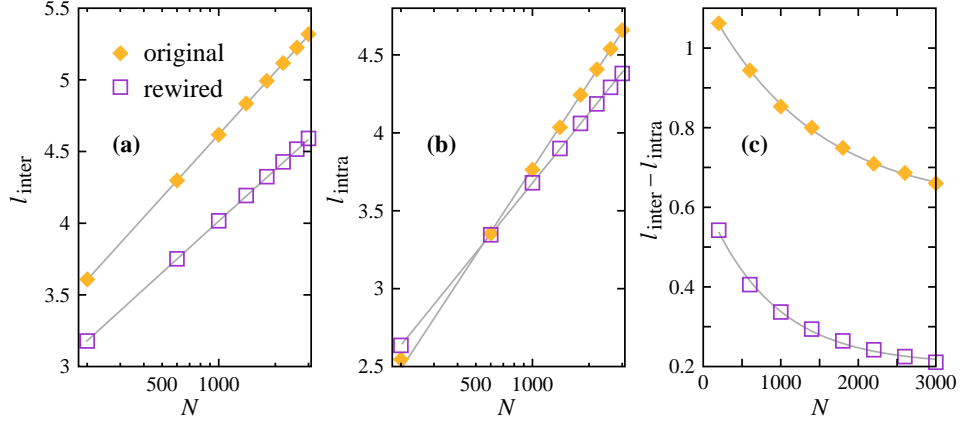 5.5
5
4.5
4
3.5
3
l_inter
original
rewired
(a)
500 1000
N
4.5
4
3.5
3
2.5
l_intra
(b)
500 1000
N
1
0.8
0.6
0.4
0.2
l_inter − l_intra
(c)
0 1000 2000 3000
N